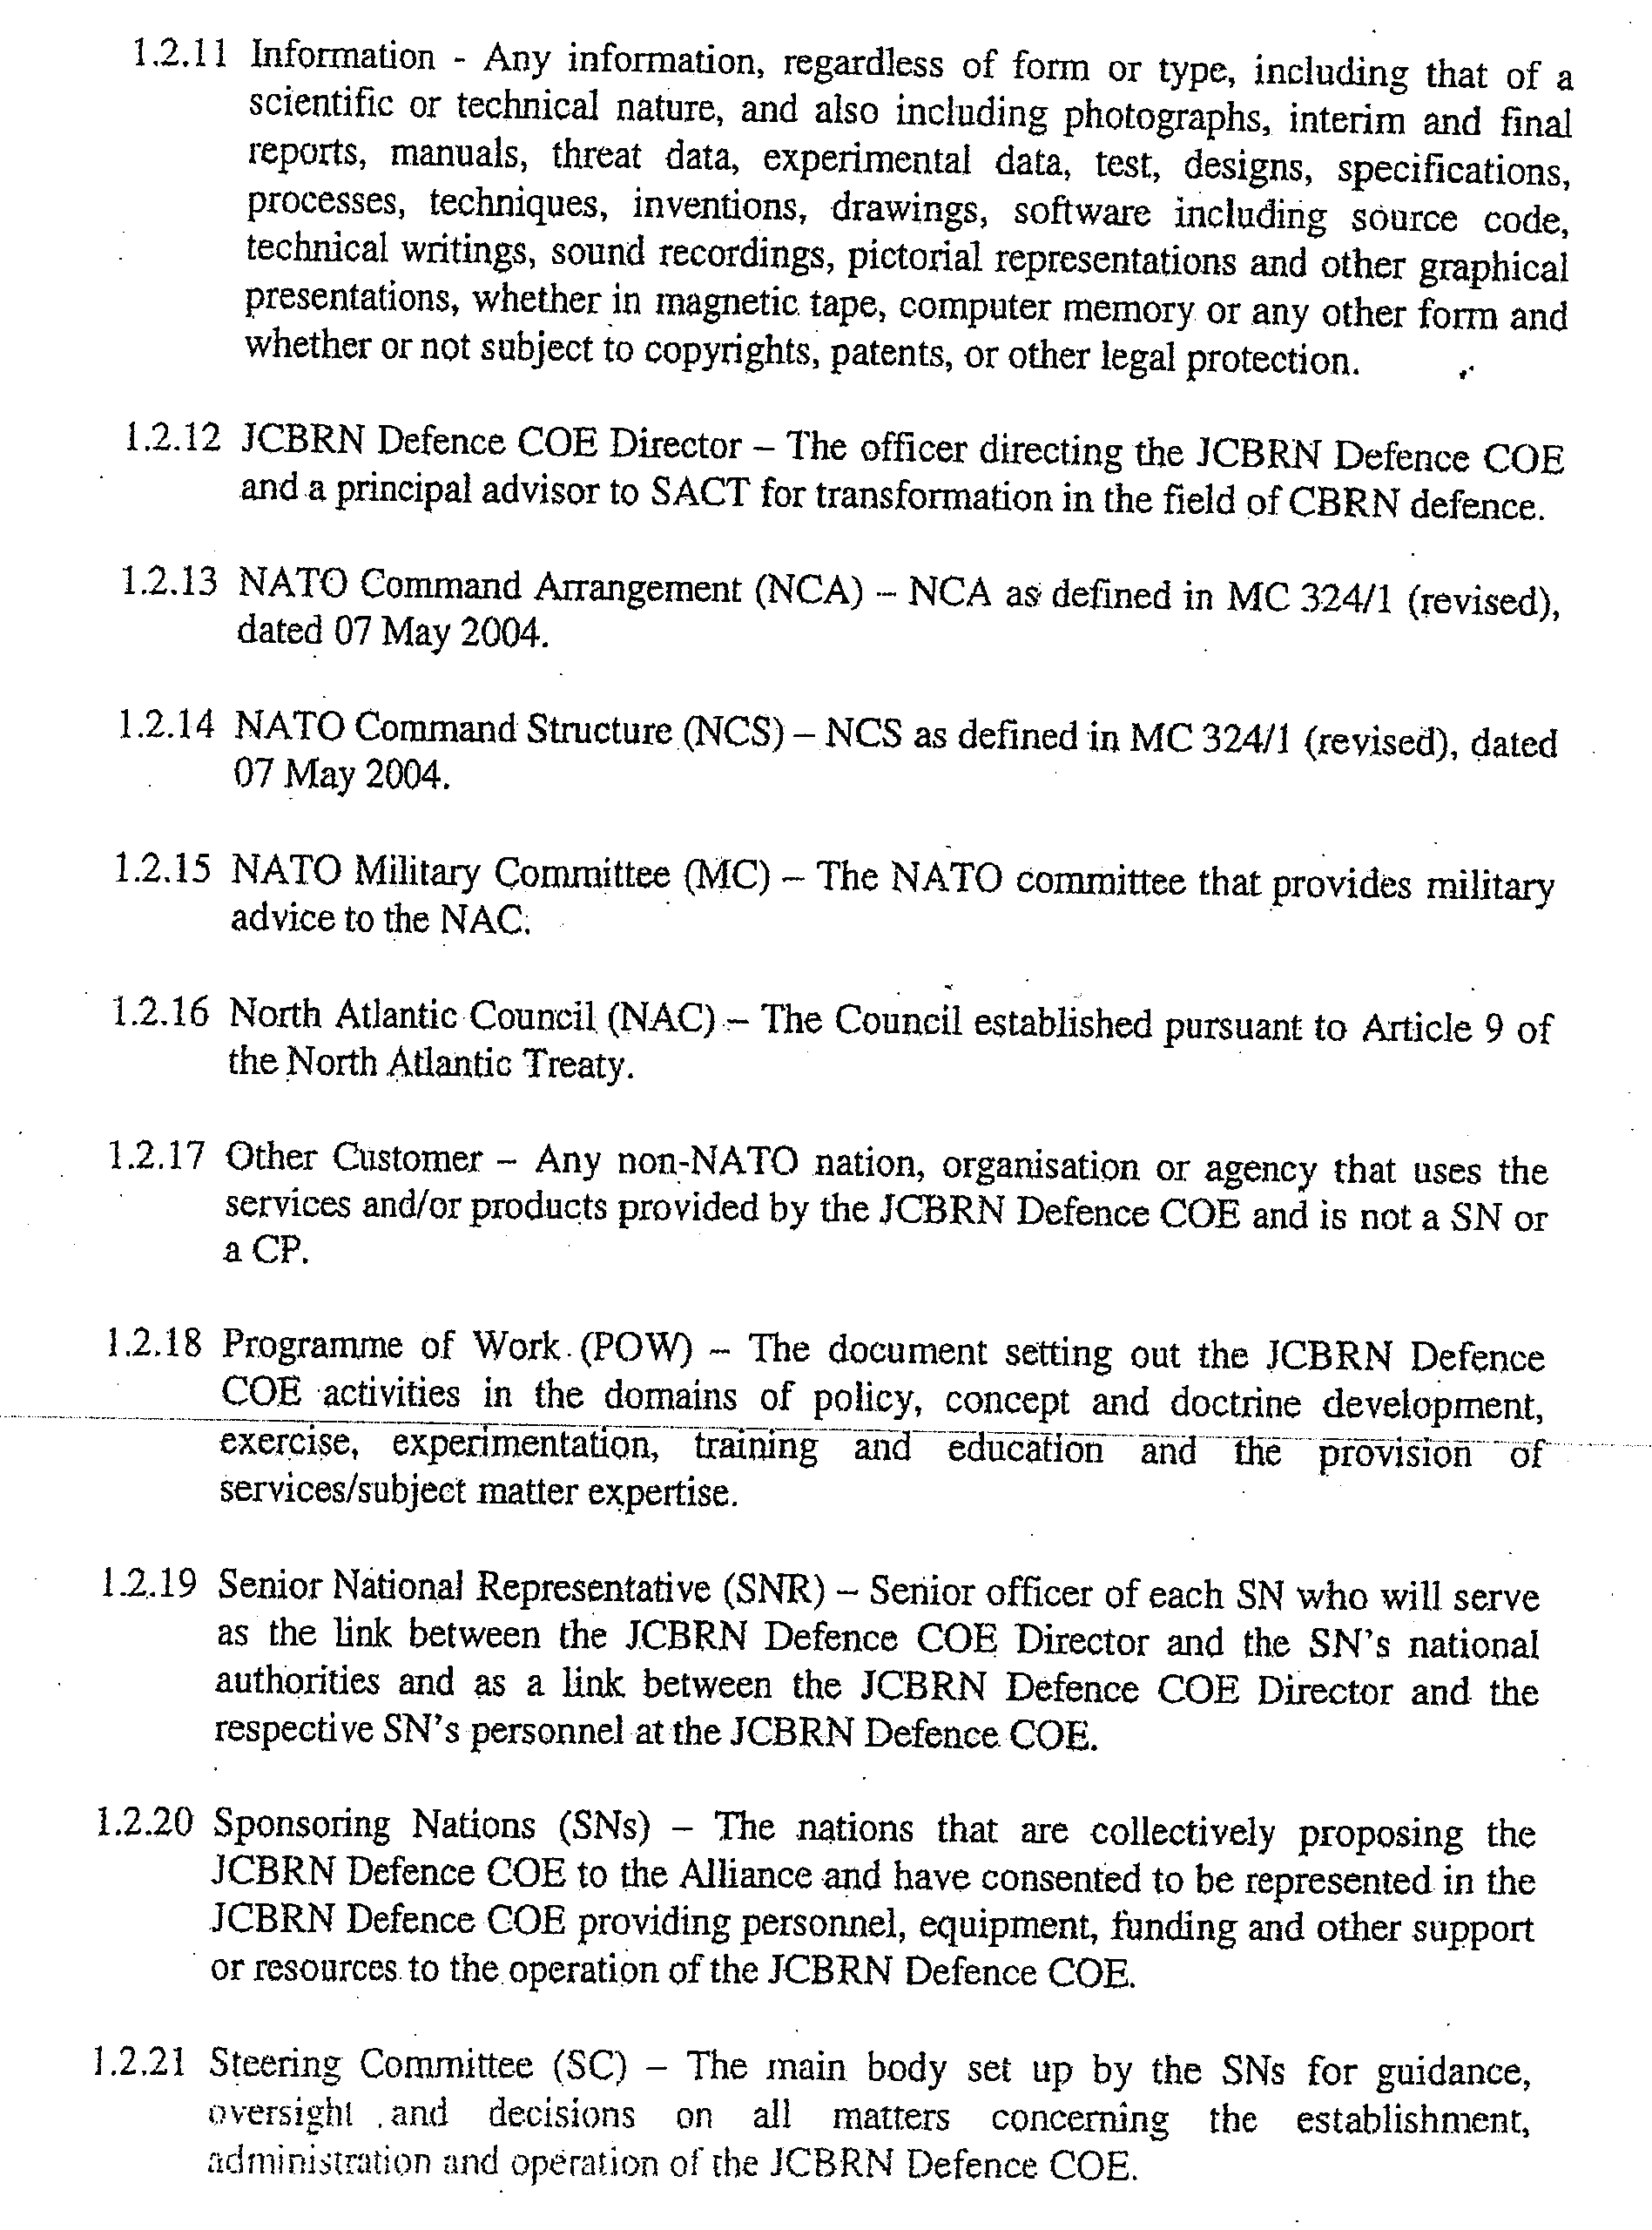 1.2.11 Information - Any information, regardless of form or type, including that of a
scientific or technical nature, and also including photographs, interim and final
reports, manuals, threat data, experimental data, test, designs, specifications,
processes, techniques, inventions, drawings, software including source code,
technical writings, sound recordings, pictorial representations and other graphical
presentations, whether in magnetic tape, computer memory or any other form and
whether or not subject to copyrights, patents, or other legal protection.
1.2.12 JCBRN Defence COE Director – The officer directing the JCBRN Defence COE
and a principal advisor to SACT for transformation in the field of CBRN defence.
1.2.13 NATO Command Arrangement (NCA) – NCA as defined in MC 324/1 (revised),
dated 07 May 2004.
1.2.14 NATO Command Structure (NCS) – NCS as defined in MC 324/1 (revised), dated
07 May 2004.
1.2.15 NATO Military Committee (MC) – The NATO committee that provides military
advice to the NAC.
1.2.16 North Atlantic Council (NAC) – The Council established pursuant to Article 9 of
the North Atlantic Treaty.
1.2.17 Other Customer – Any non-NATO nation, organisation or agency that uses the
services and/or products provided by the JCBRN Defence COE and is not a SN or
a CP.
1.2.18 Programme of Work (POW) – The document setting out the JCBRN Defence
COE activities in the domains of policy, concept and doctrine development,
exercise, experimentation, training and education and the provision of
services/subject matter expertise.
1.2.19 Senior National Representative (SNR) – Senior officer of each SN who will serve
as the link between the JCBRN Defence COE Director and the SN's national
authorities and as a link between the JCBRN Defence COE Director and the
respective SN's personnel at the JCBRN Defence COE.
1.2.20 Sponsoring Nations (SNs) – The nations that are collectively proposing the
JCBRN Defence COE to the Alliance and have consented to be represented in the
JCBRN Defence COE providing personnel, equipment, funding and other support
or resources to the operation of the JCBRN Defence COE.
1.2.21 Steering Committee (SC) – The main body set up by the SNs for guidance,
oversight and decisions on all matters concerning the establishment,
administration and operation of the JCBRN Defence COE.